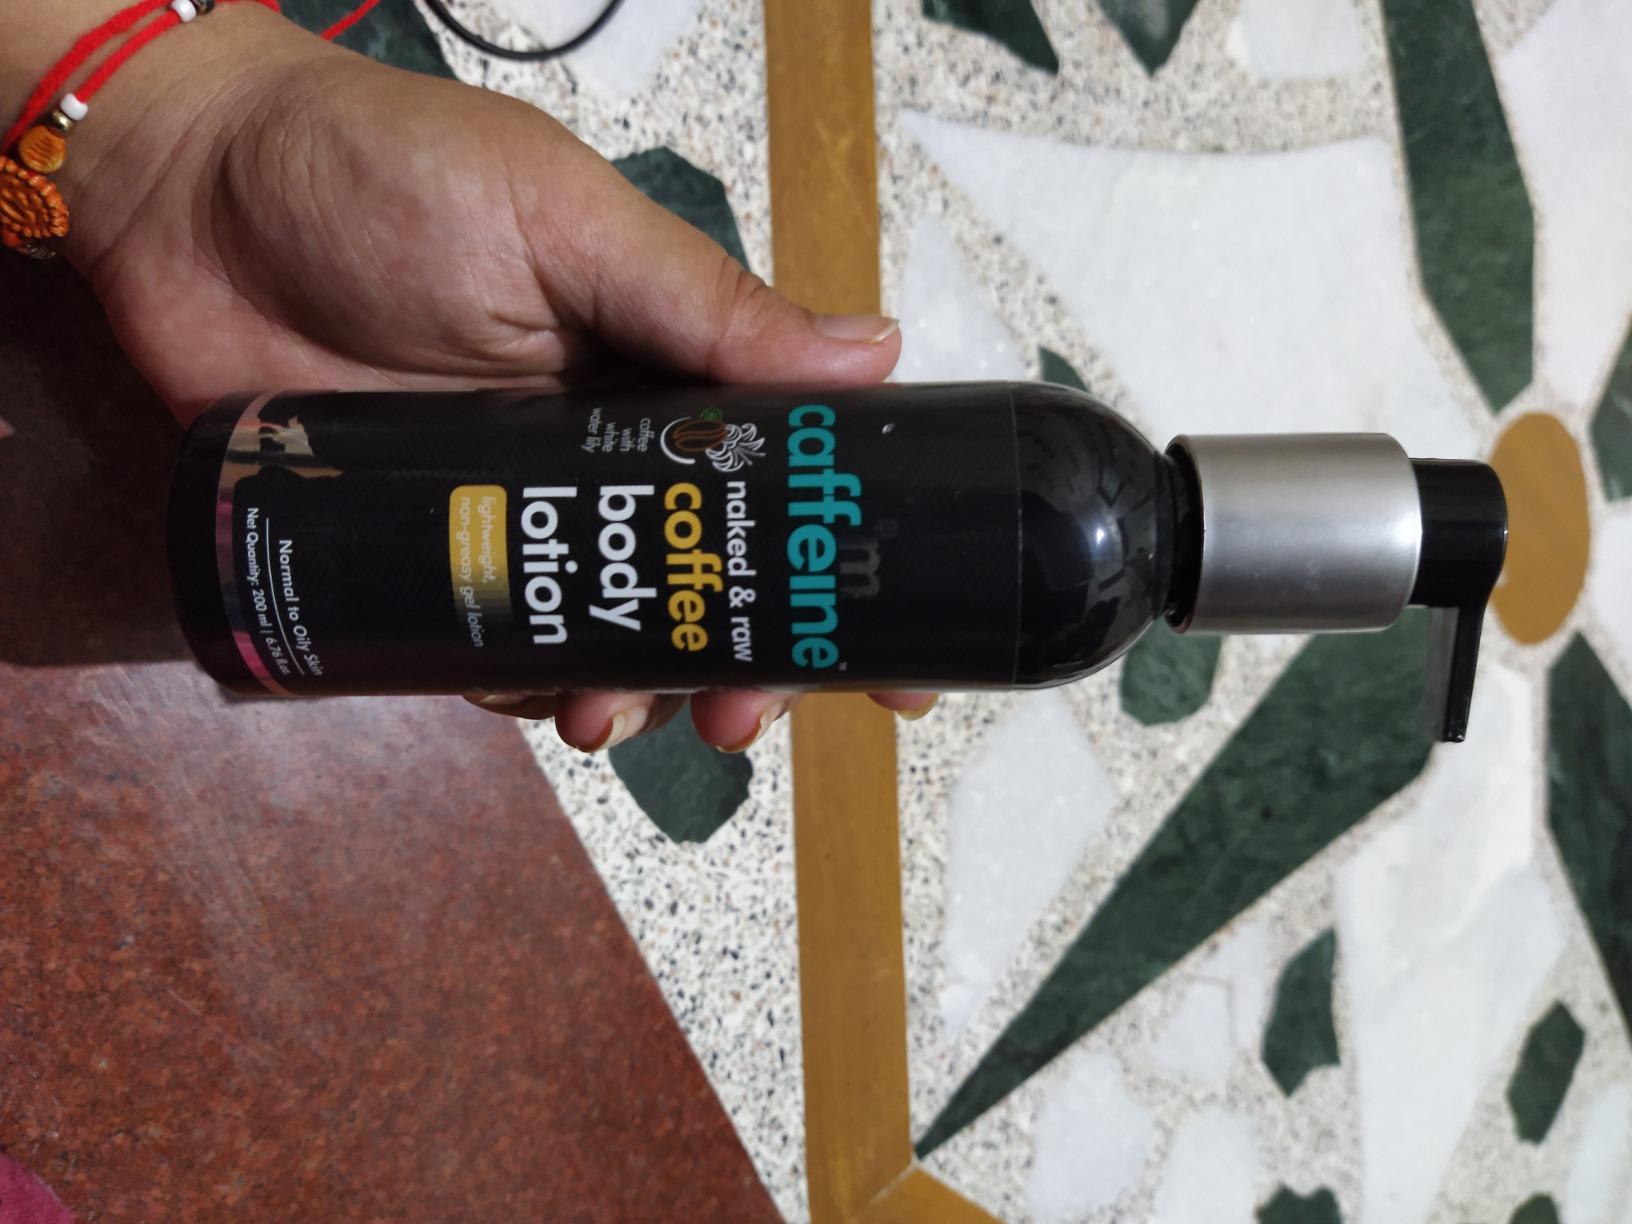 m
caffeine™
naked & raw
coffee
body
lotion
coffee
with
white
water lily
lightweight,
non-greasy gel lotion
Normal to Oily Skin
Net Quantity: 200 ml | 6.76 fl.oz.